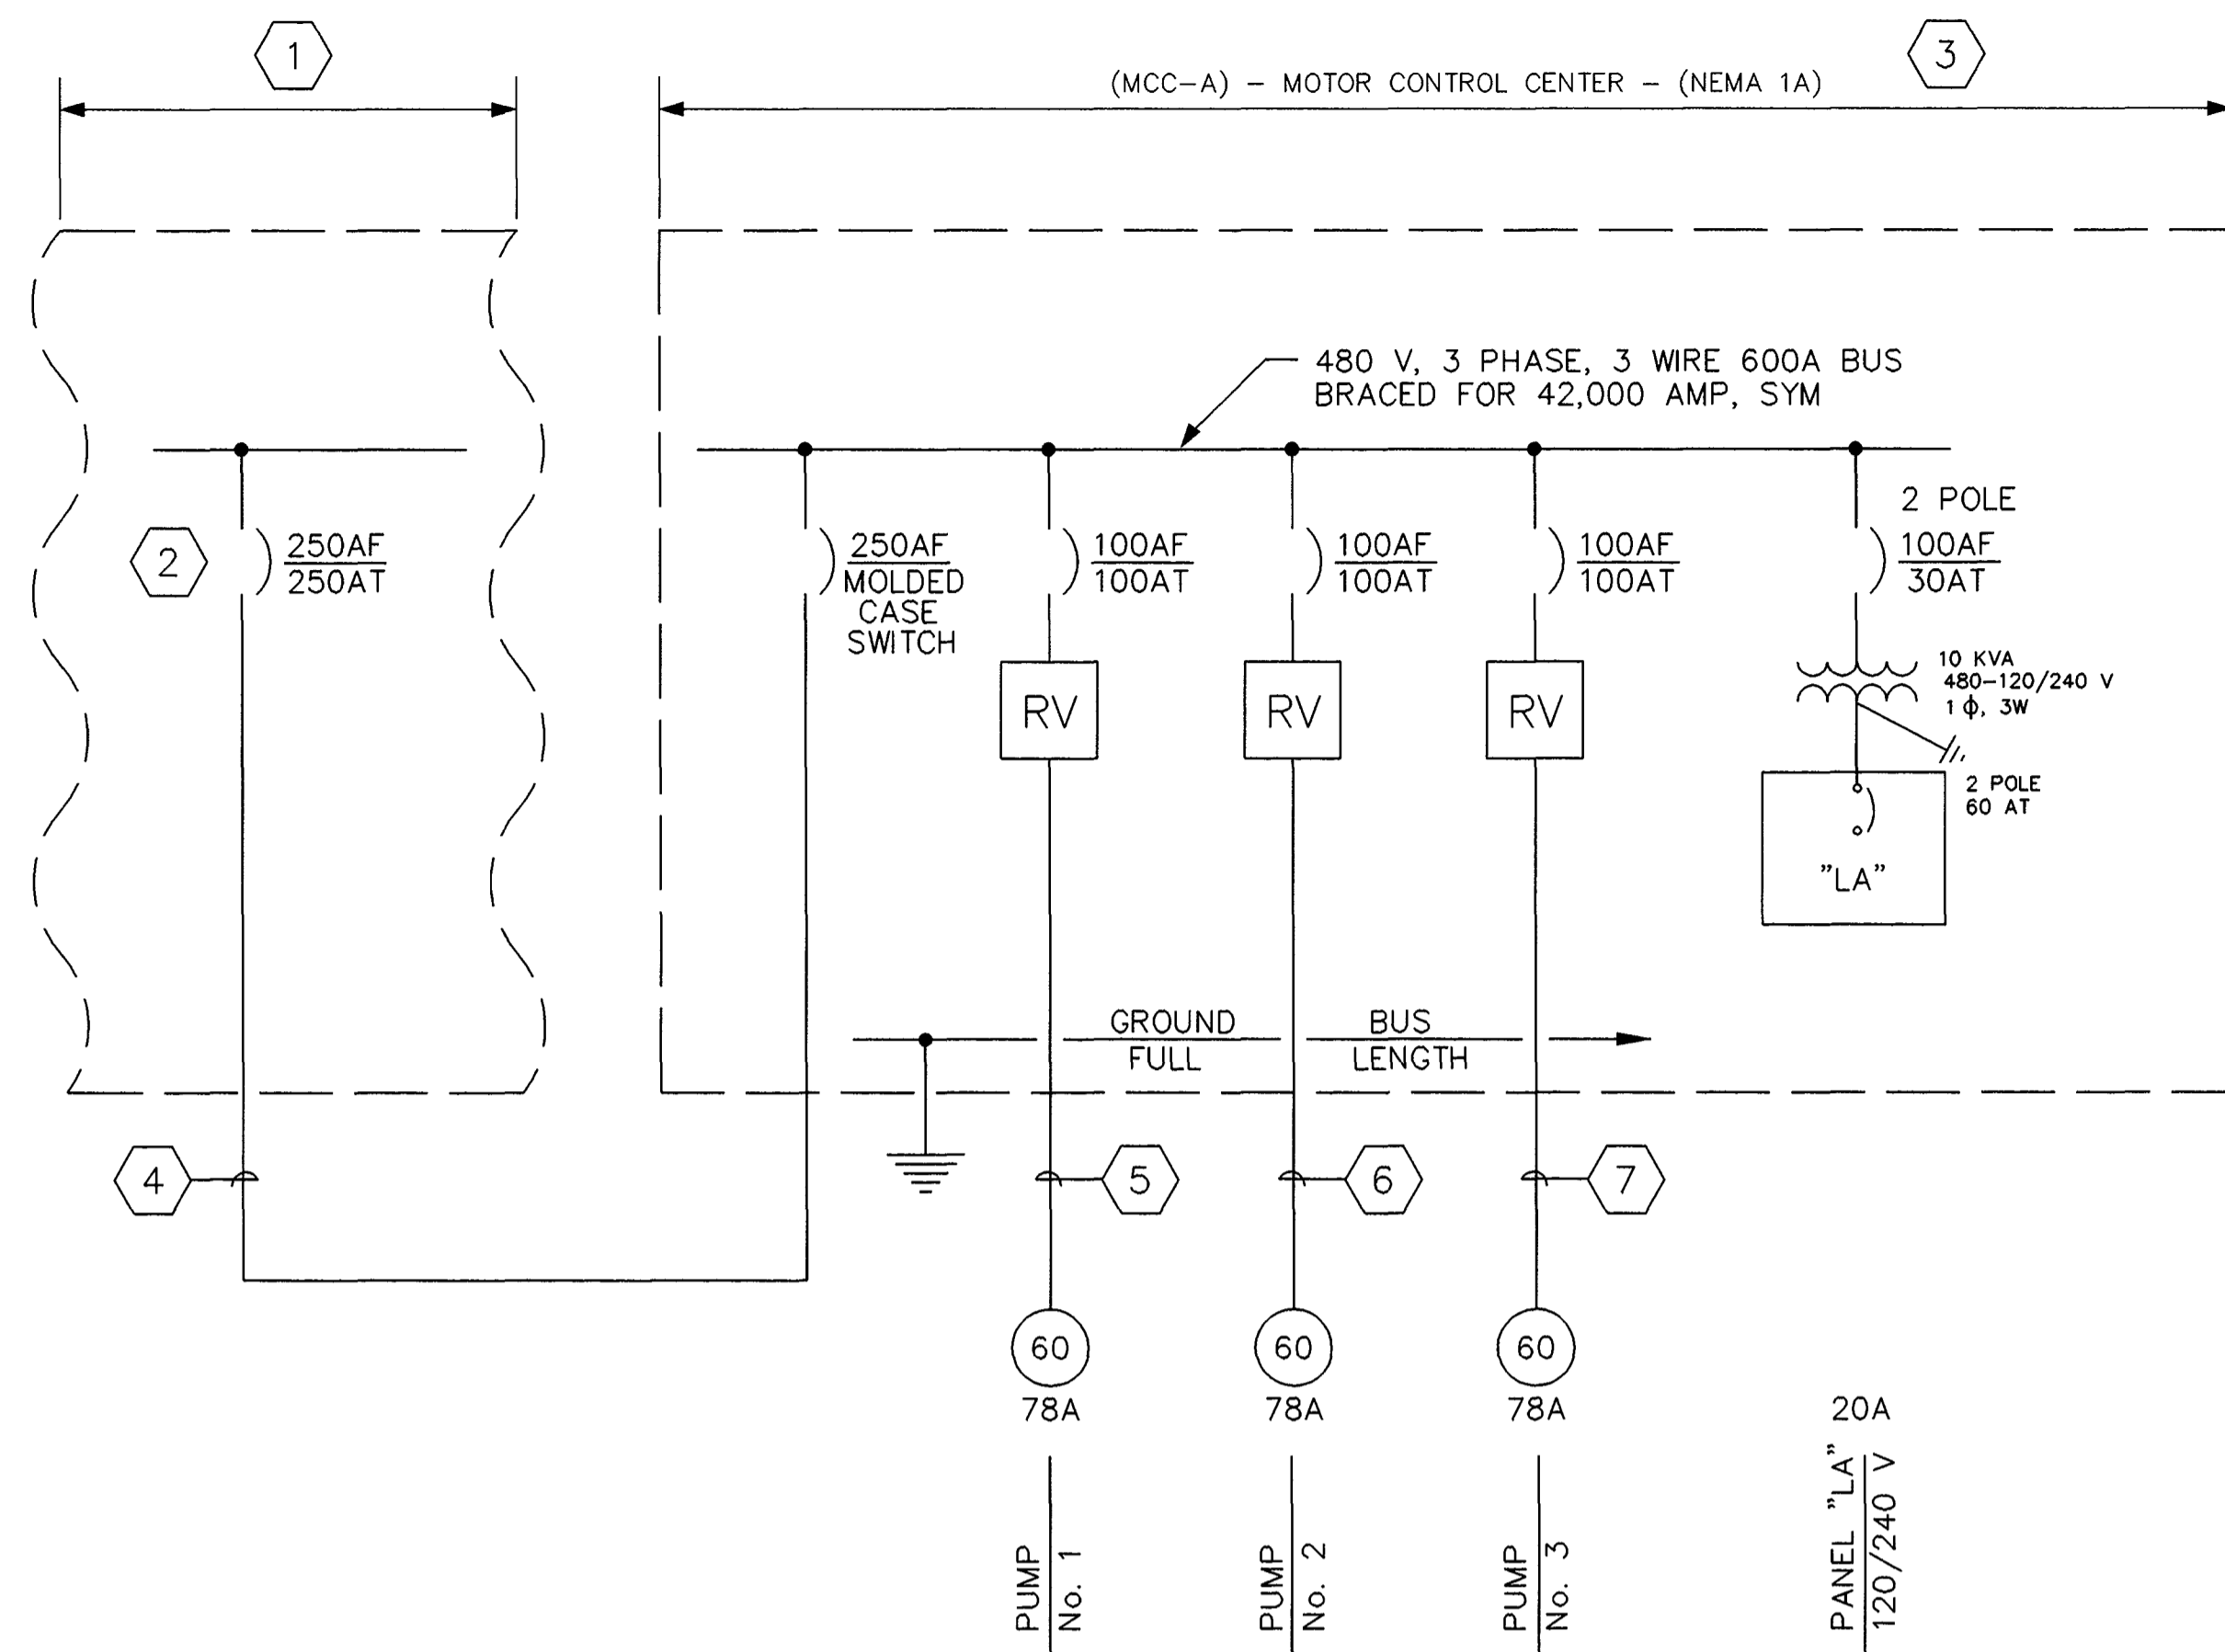 1
3
(MCC-A) - MOTOR CONTROL CENTER - (NEMA 1A)
480 V, 3 PHASE, 3 WIRE 600A BUS
BRACED FOR 42,000 AMP, SYM
2
250AF
250AT
250AF
MOLDED
CASE
SWITCH
100AF
100AT
100AF
100AT
100AF
100AT
2 POLE
100AF
30AT
RV
RV
RV
10 KVA
480-120/240 V
1 ϕ, 3W
2 POLE
60 AT
"LA"
GROUND BUS
FULL LENGTH
4
5
6
7
60
78A
60
78A
60
78A
20A
PUMP
No. 1
PUMP
No. 2
PUMP
No. 3
PANEL "LA"
120/240 V